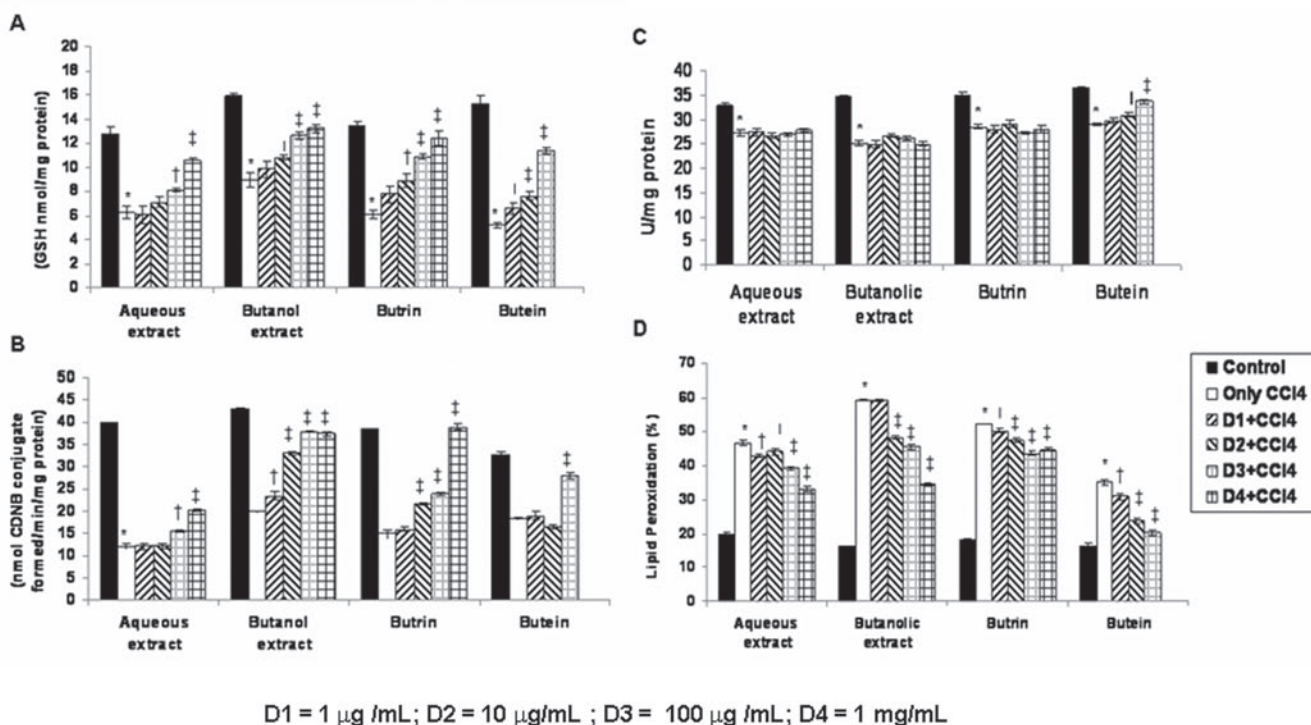 A
(GSH nmol/mg protein)
20
18
16
14
12
10
8
6
4
2
0
* † ‡
* | ‡ ‡
* † ‡ ‡
* | ‡ ‡
Aqueous extract
Butanol extract
Butrin
Butein
B
(nmol CDNB conjugate
formed/min/mg protein)
50
45
40
35
30
25
20
15
10
5
0
* † ‡
† ‡ ‡ ‡
‡ ‡ ‡
‡
Aqueous extract
Butanol extract
Butrin
Butein
C
U/mg protein
40
35
30
25
20
15
10
5
0
*
*
*
* | ‡
Aqueous extract
Butanolic extract
Butrin
Butein
D
Lipid Peroxidation (%)
70
60
50
40
30
20
10
0
* † | ‡ ‡
* ‡ ‡ ‡
* | ‡ ‡ ‡
* † ‡ ‡
Aqueous extract
Butanolic extract
Butrin
Butein
Control
Only CCl4
D1+CCl4
D2+CCl4
D3+CCl4
D4+CCl4
D1 = 1 µg /mL ; D2 = 10 µg/mL ; D3 = 100 µg /mL; D4 = 1 mg/mL